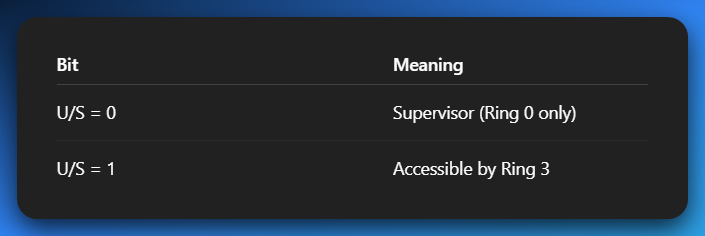 Bit Meaning
U/S = 0 Supervisor (Ring 0 only)
U/S = 1 Accessible by Ring 3